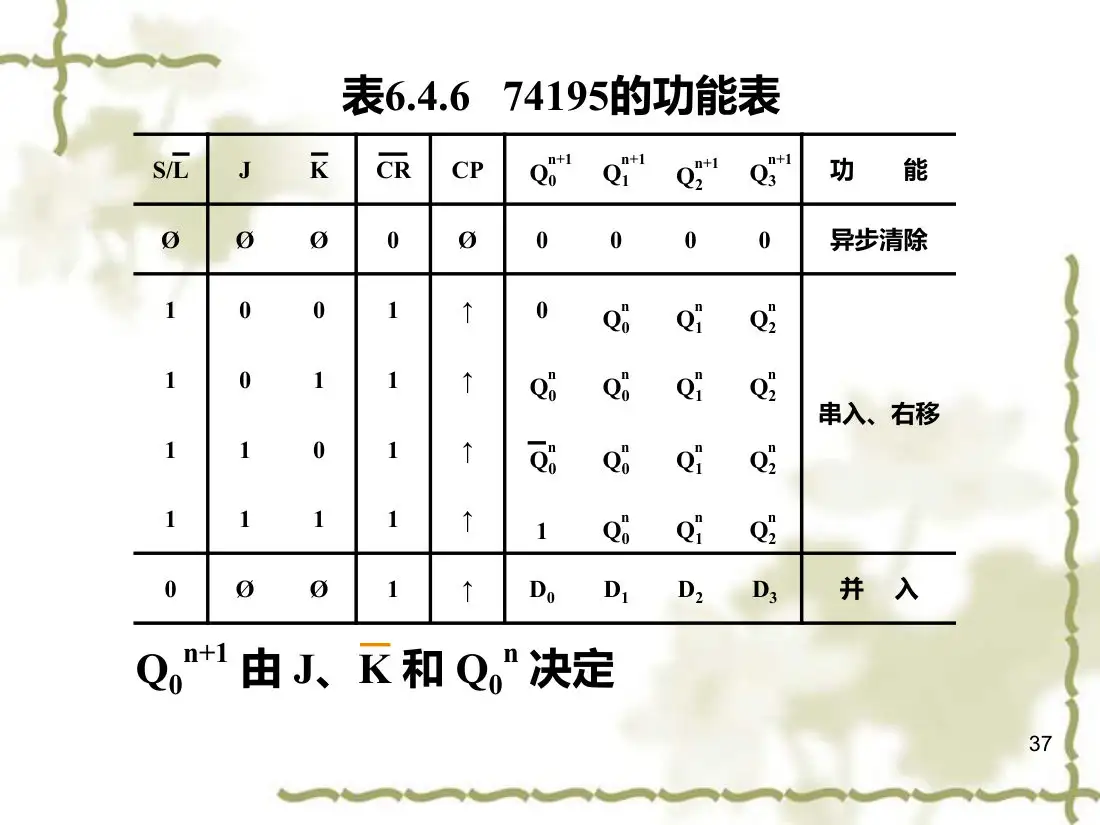 表6.4.6 74195的功能表
S/L̅ J K̅ C̅R̅ CP Q₀ⁿ⁺¹ Q₁ⁿ⁺¹ Q₂ⁿ⁺¹ Q₃ⁿ⁺¹ 功 能
Ø Ø Ø 0 Ø 0 0 0 0 异步清除
1 0 0 1 ↑ 0 Q₀ⁿ Q₁ⁿ Q₂ⁿ
1 0 1 1 ↑ Q₀ⁿ Q₀ⁿ Q₁ⁿ Q₂ⁿ
串入、右移
1 1 0 1 ↑ Q̅₀ⁿ Q₀ⁿ Q₁ⁿ Q₂ⁿ
1 1 1 1 ↑ 1 Q₀ⁿ Q₁ⁿ Q₂ⁿ
0 Ø Ø 1 ↑ D₀ D₁ D₂ D₃ 并 入
Q₀ⁿ⁺¹ 由 J、K̅ 和 Q₀ⁿ 决定
37